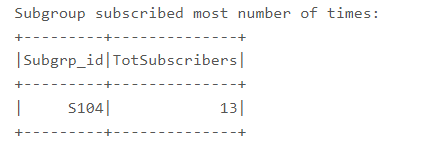 Subgroup subscribed most number of times:
+---------+--------------+
|Subgrp_id|TotSubscribers|
+---------+--------------+
|     S104|            13|
+---------+--------------+